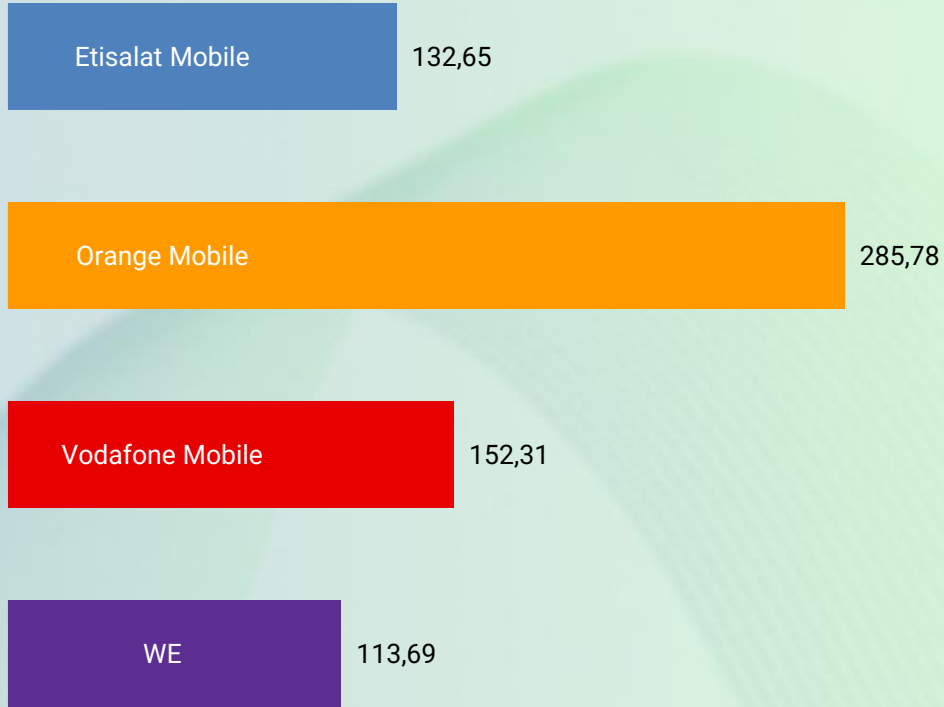 Etisalat Mobile 132,65
Orange Mobile 285,78
Vodafone Mobile 152,31
WE 113,69